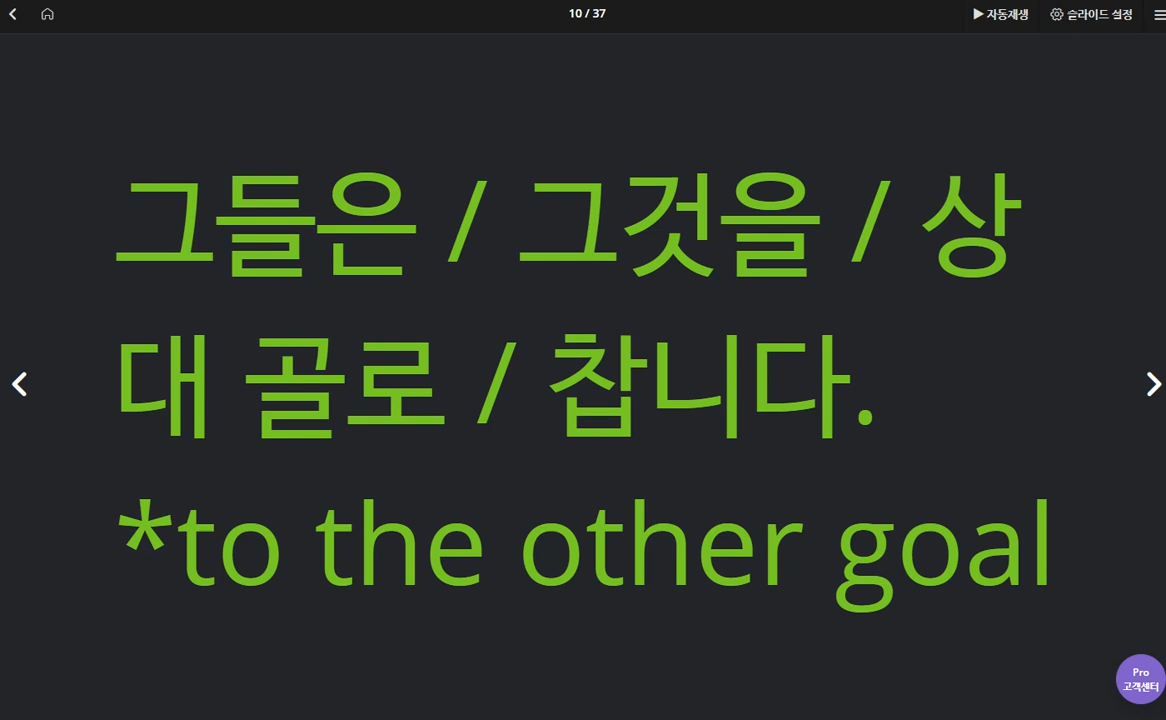 10 / 37
▶ 자동재생
슬라이드 설정
그들은 / 그것을 / 상
대 골로 / 찹니다.
*to the other goal
Pro
고객센터